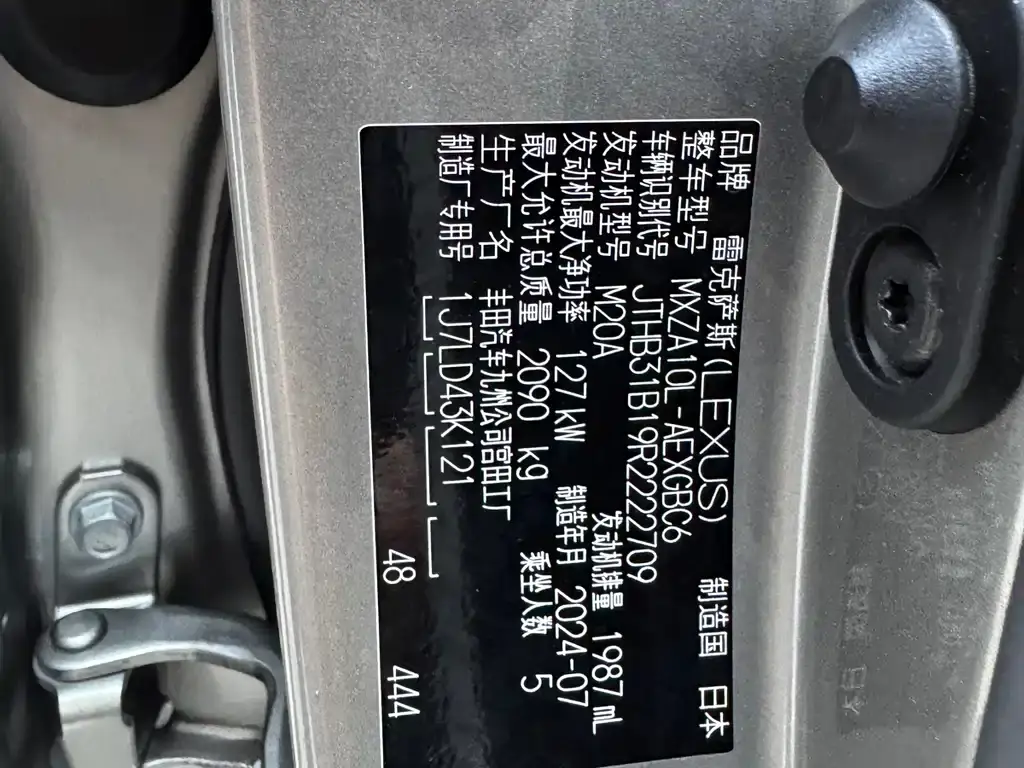 品牌 雷克萨斯(LEXUS) 制造国 日本
整车型号 MXZA10L-AEXGBC6
车辆识别代号 JTHB31B19R2222709
发动机型号 M20A 发动机排量 1987 mL
发动机最大净功率 127 kW 制造年月 2024-07
最大允许总质量 2090 kg 乘坐人数 5
生产厂名 丰田汽车九州公司宫田工厂
制造厂专用号 1J7LD43K121
48 444